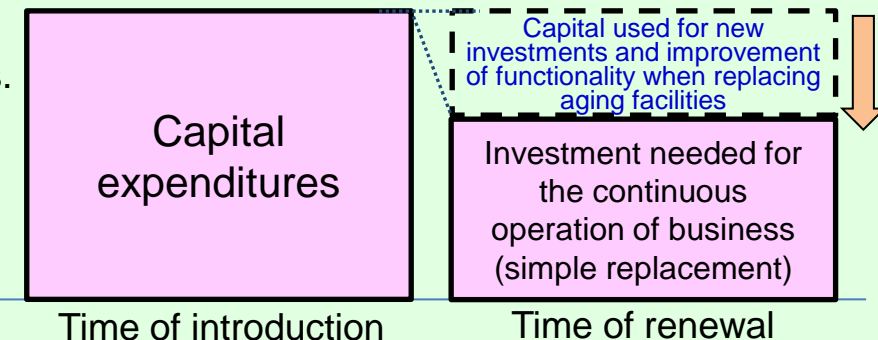 s.
Capital
expenditures
Capital used for new
investments and improvement
of functionality when replacing
aging facilities
Investment needed for
the continuous
operation of business
(simple replacement)
Time of introduction
Time of renewal